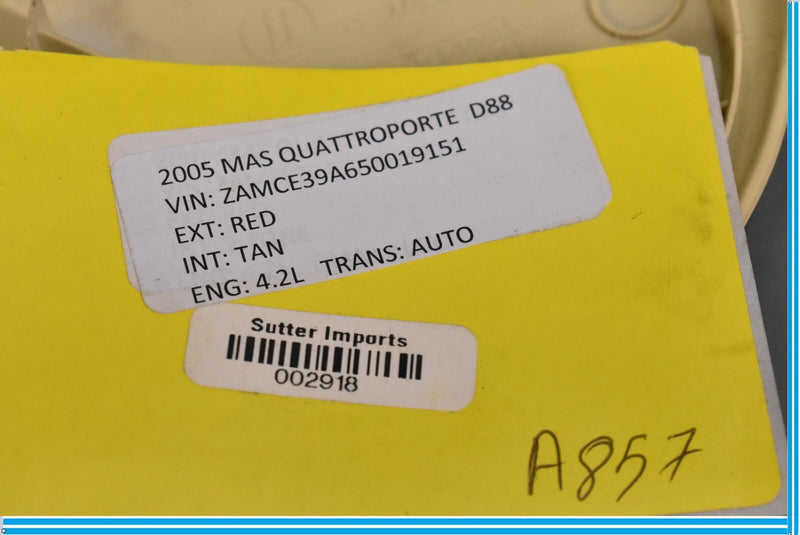 2005 MAS QUATTROPORTE D88
VIN: ZAMCE39A650019151
EXT: RED
INT: TAN
ENG: 4.2L TRANS: AUTO
Sutter Imports
002918
A857